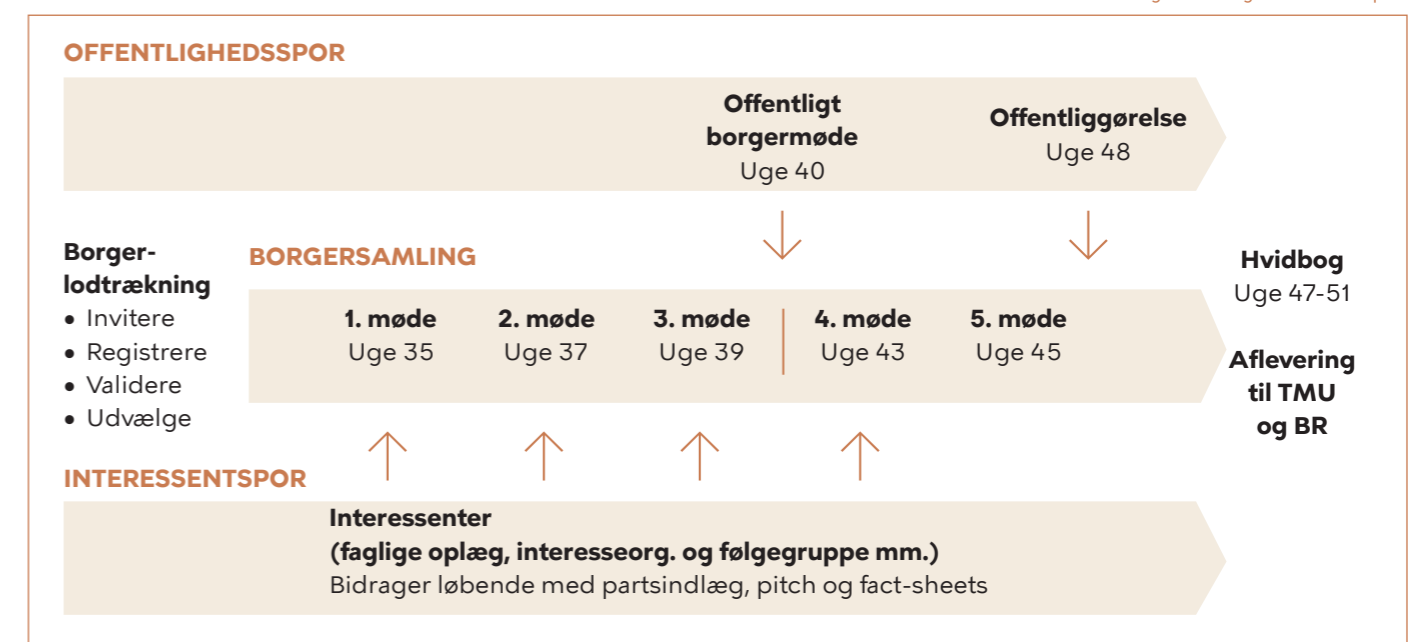 OFFENTLIGHEDSSPOR
Offentligt
borgermøde
Uge 40
Offentliggørelse
Uge 48
Borger-
lodtrækning
• Invitere
• Registrere
• Validere
• Udvælge
BORGERSAMLING
1. møde
Uge 35
2. møde
Uge 37
3. møde
Uge 39
4. møde
Uge 43
5. møde
Uge 45
Hvidbog
Uge 47-51
Aflevering
til TMU
og BR
INTERESSENTSPOR
Interessenter
(faglige oplæg, interesseorg. og følgegruppe mm.)
Bidrager løbende med partsindlæg, pitch og fact-sheets